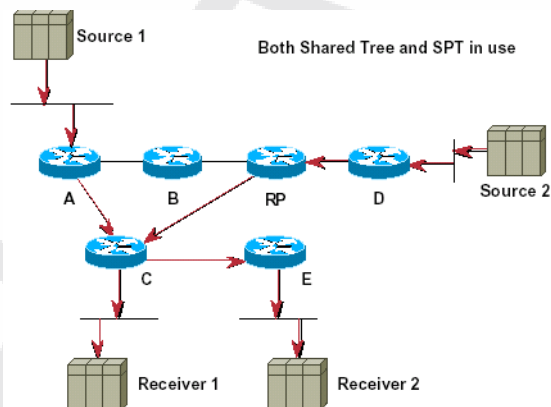 Source 1
Both Shared Tree and SPT in use
A
B
RP
D
Source 2
C
E
Receiver 1
Receiver 2